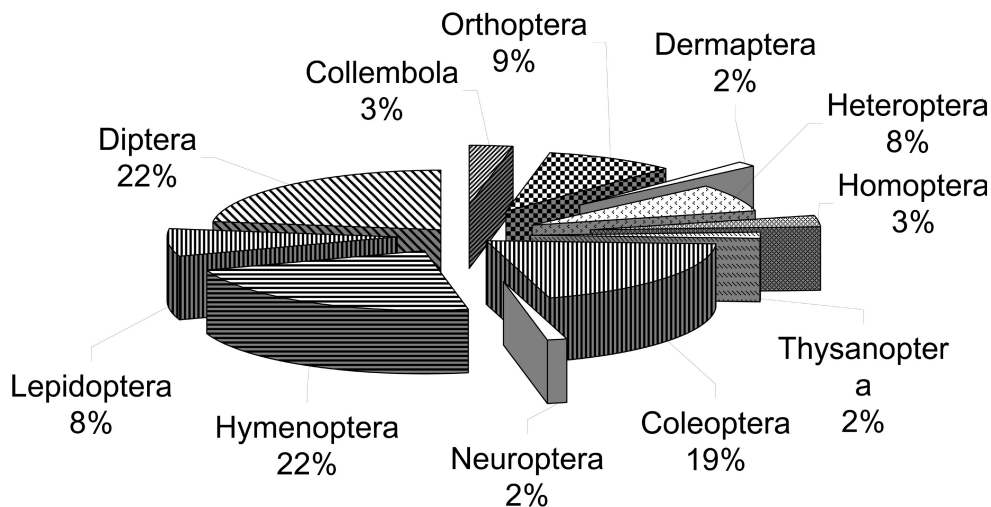 Orthoptera
9%
Dermaptera
2%
Collembola
3%
Heteroptera
8%
Diptera
22%
Homoptera
3%
Thysanopter
a
2%
Lepidoptera
8%
Hymenoptera
22%
Neuroptera
2%
Coleoptera
19%